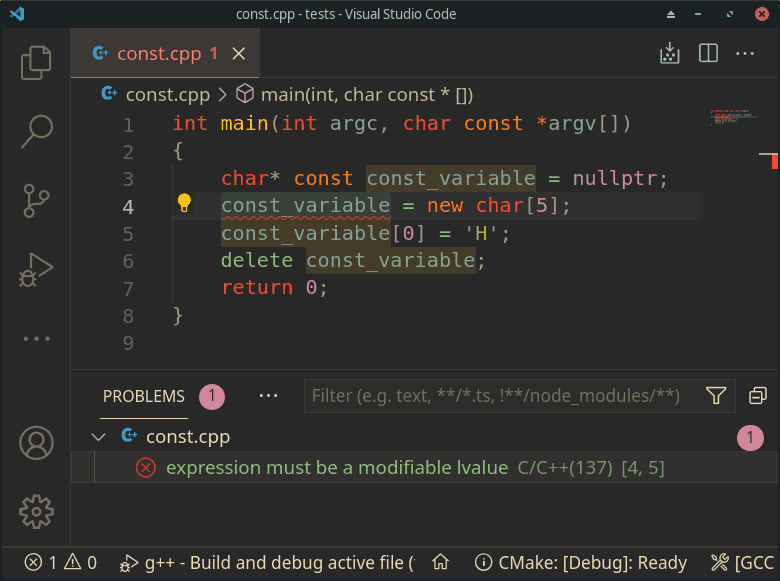 const.cpp - tests - Visual Studio Code
const.cpp 1
const.cpp > main(int, char const * [])
1 int main(int argc, char const *argv[])
2 {
3 char* const const_variable = nullptr;
4 const_variable = new char[5];
5 const_variable[0] = 'H';
6 delete const_variable;
7 return 0;
8 }
9
PROBLEMS 1 ... Filter (e.g. text, **/*.ts, !**/node_modules/**)
const.cpp 1
expression must be a modifiable lvalue C/C++(137) [4, 5]
1 0 g++ - Build and debug active file ( CMake: [Debug]: Ready [GCC